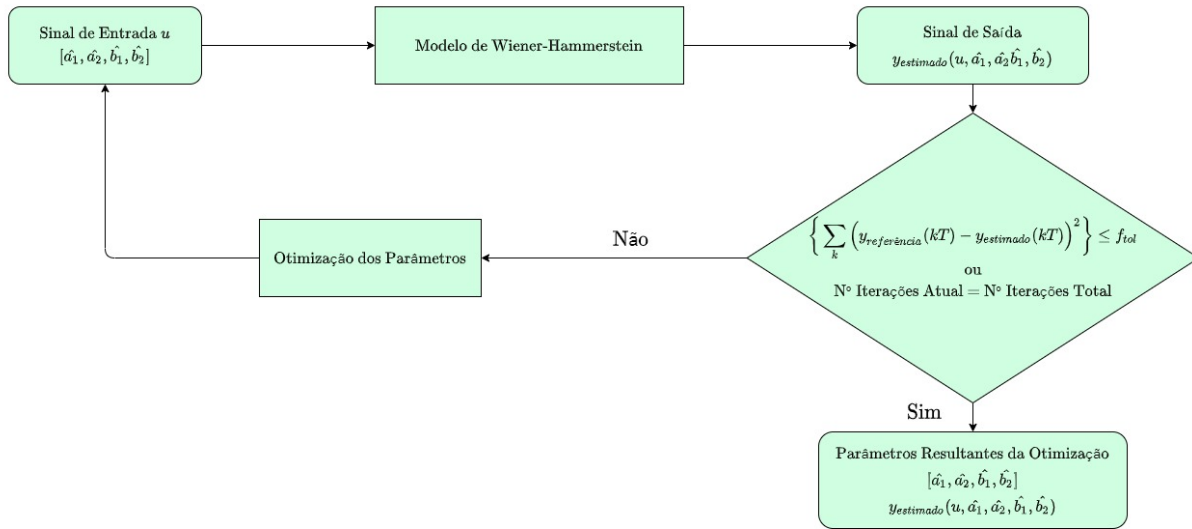 Sinal de Entrada u
[â₁, â₂, b̂₁, b̂₂]
Modelo de Wiener-Hammerstein
Sinal de Saída
y_estimado(u, â₁, â₂b̂₁, b̂₂)
{∑_k (y_referência(kT) − y_estimado(kT))²} ≤ f_tol
ou
Nº Iterações Atual = Nº Iterações Total
Não
Otimização dos Parâmetros
Sim
Parâmetros Resultantes da Otimização
[â₁, â₂, b̂₁, b̂₂]
y_estimado(u, â₁, â₂, b̂₁, b̂₂)